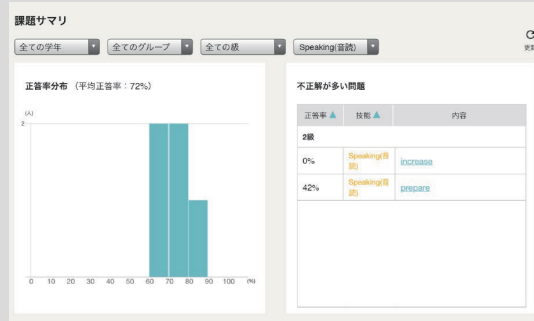 課題サマリ
全ての学年 全てのグループ 全ての級 Speaking(音読)
更新
正答率分布 (平均正答率：72%)
(人)
2
0 10 20 30 40 50 60 70 80 90 100 (%)
不正解が多い問題
正答率▲ 技能▲ 内容
2級
0% Speaking(音
読) increase
42% Speaking(音
読) prepare